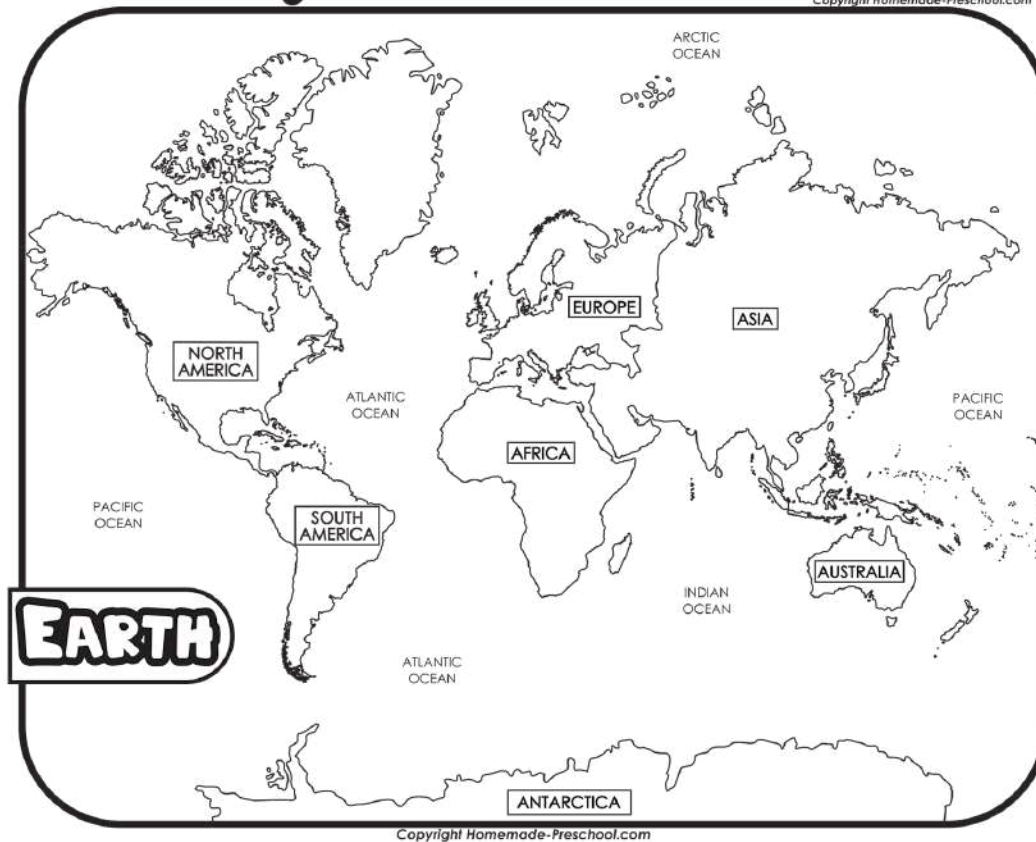 Copyright Homemade-Preschool.com
ARCTIC
OCEAN
EUROPE
ASIA
NORTH
AMERICA
ATLANTIC
OCEAN
PACIFIC
OCEAN
AFRICA
PACIFIC
OCEAN
SOUTH
AMERICA
AUSTRALIA
INDIAN
OCEAN
EARTH
ATLANTIC
OCEAN
ANTARCTICA
Copyright Homemade-Preschool.com